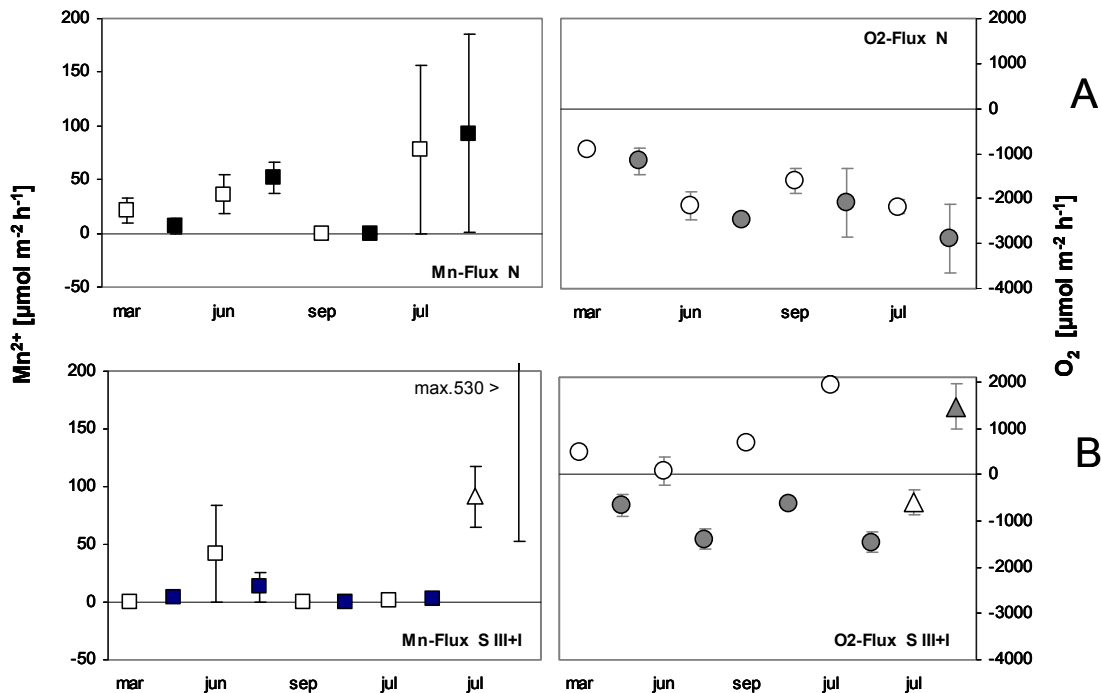 200
150
100
50
0
-50
Mn-Flux N
mar jun sep jul
O2-Flux N
2000
1000
0
-1000
-2000
-3000
-4000
mar jun sep jul
A
Mn²⁺ [µmol m⁻² h⁻¹]
O₂ [µmol m⁻² h⁻¹]
200
150
100
50
0
-50
max.530 >
Mn-Flux S III+I
mar jun sep jul jul
2000
1000
0
-1000
-2000
-3000
-4000
O2-Flux S III+I
mar jun sep jul jul
B